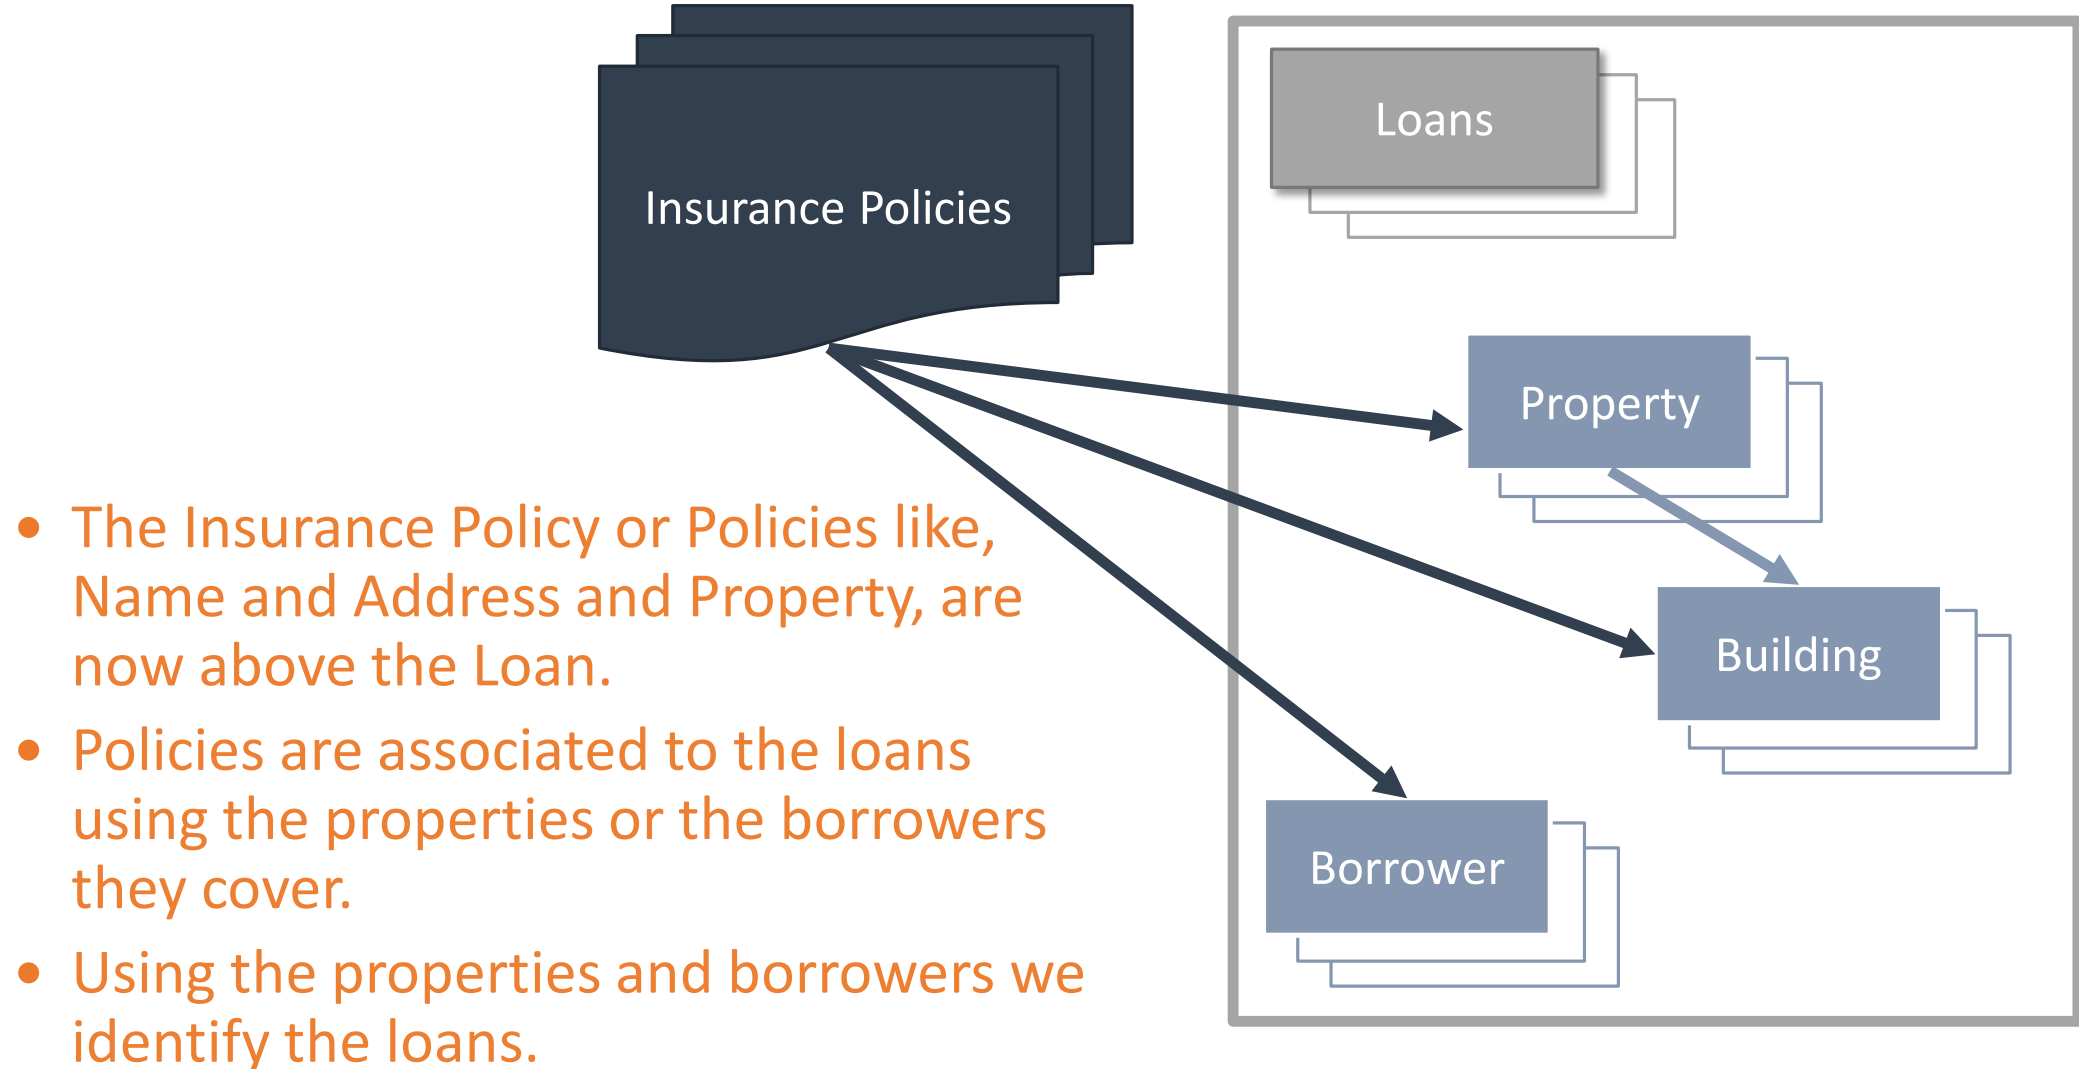 Insurance Policies
Loans
Property
Building
Borrower
• The Insurance Policy or Policies like,
Name and Address and Property, are
now above the Loan.
• Policies are associated to the loans
using the properties or the borrowers
they cover.
• Using the properties and borrowers we
identify the loans.